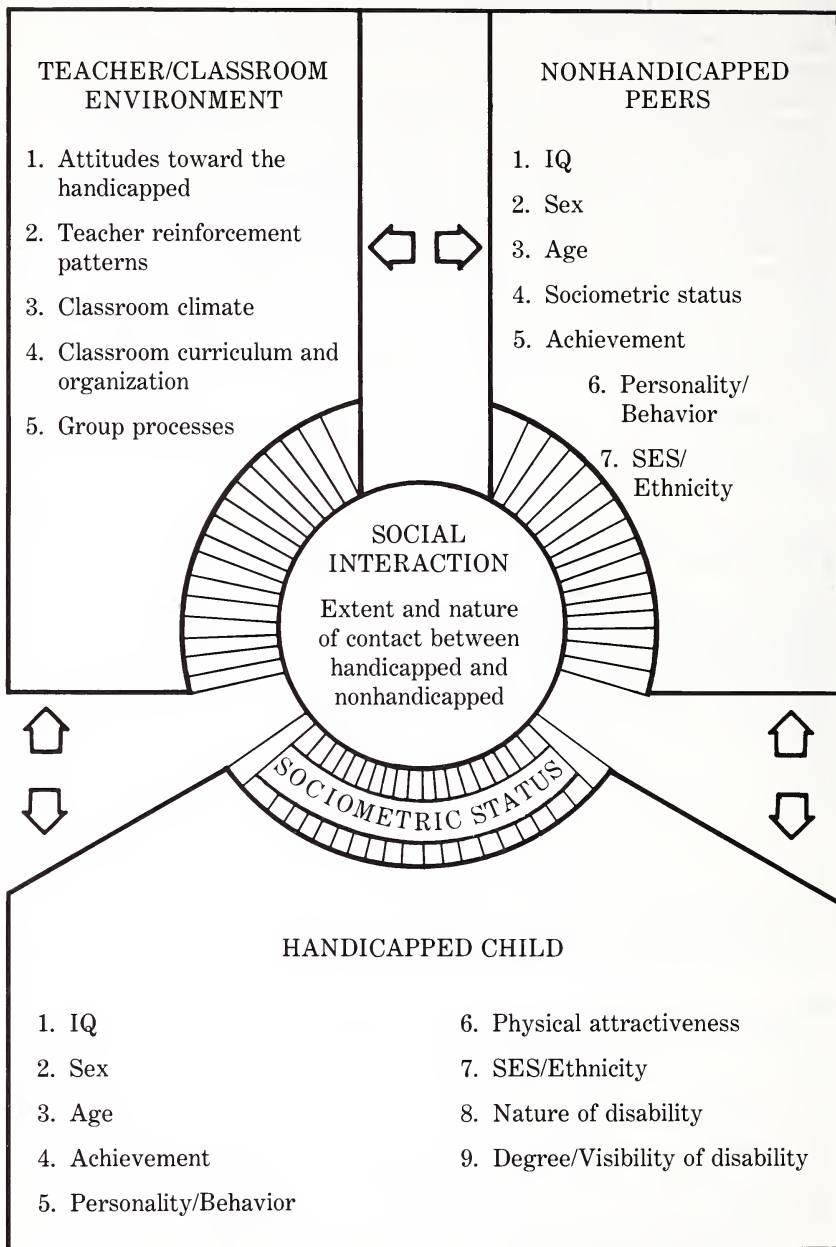 TEACHER/CLASSROOM
ENVIRONMENT
1. Attitudes toward the
handicapped
2. Teacher reinforcement
patterns
3. Classroom climate
4. Classroom curriculum and
organization
5. Group processes
NONHANDICAPPED
PEERS
1. IQ
2. Sex
3. Age
4. Sociometric status
5. Achievement
6. Personality/
Behavior
7. SES/
Ethnicity
SOCIAL
INTERACTION
Extent and nature
of contact between
handicapped and
nonhandicapped
SOCIOMETRIC STATUS
HANDICAPPED CHILD
1. IQ
2. Sex
3. Age
4. Achievement
5. Personality/Behavior
6. Physical attractiveness
7. SES/Ethnicity
8. Nature of disability
9. Degree/Visibility of disability